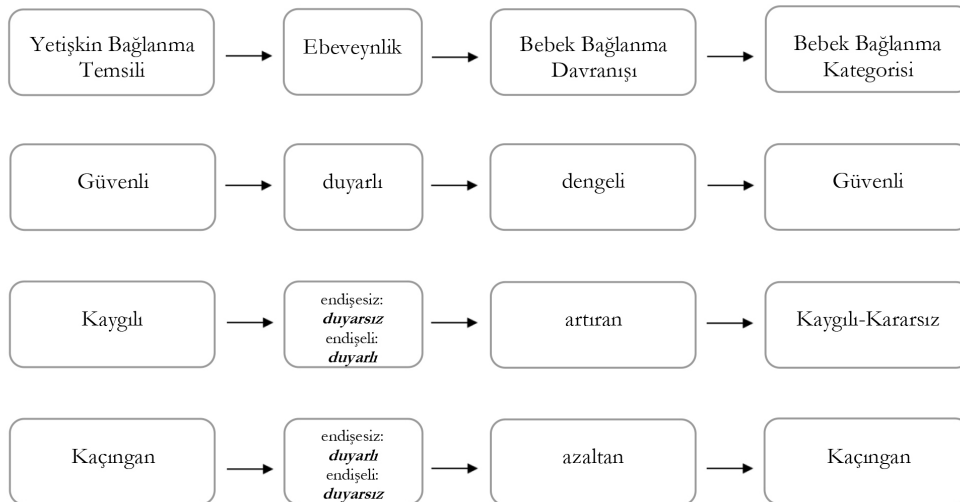 Yetişkin Bağlanma
Temsili
Ebeveynlik
Bebek Bağlanma
Davranışı
Bebek Bağlanma
Kategorisi
Güvenli
duyarlı
dengeli
Güvenli
Kaygılı
endişesiz:
duyarsız
endişeli:
duyarlı
artıran
Kaygılı-Kararsız
Kaçıngan
endişesiz:
duyarlı
endişeli:
duyarsız
azaltan
Kaçıngan